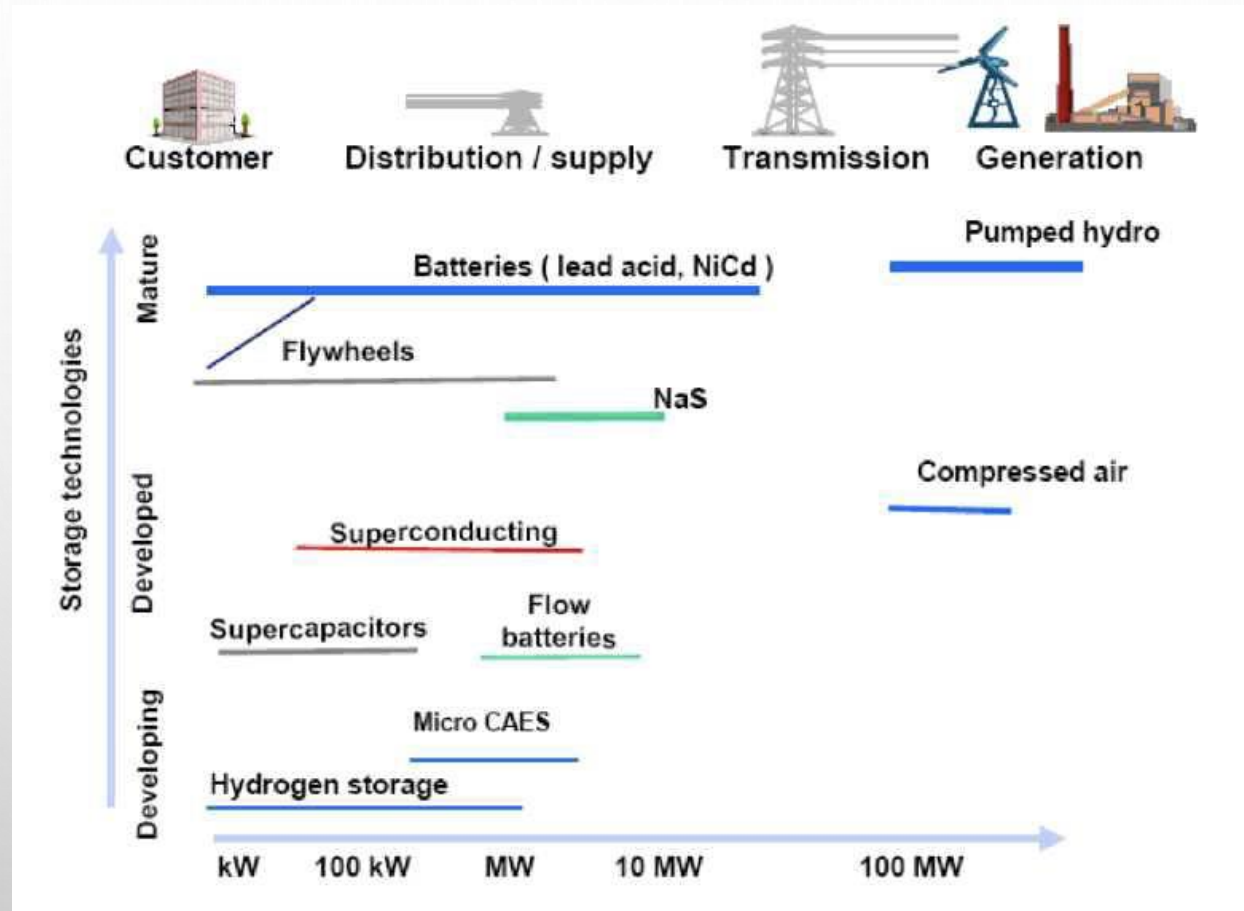 Customer
Distribution / supply
Transmission
Generation
Pumped hydro
Mature
Batteries ( lead acid, NiCd )
Flywheels
NaS
Storage technologies
Compressed air
Developed
Superconducting
Flow
batteries
Supercapacitors
Developing
Micro CAES
Hydrogen storage
kW
100 kW
MW
10 MW
100 MW